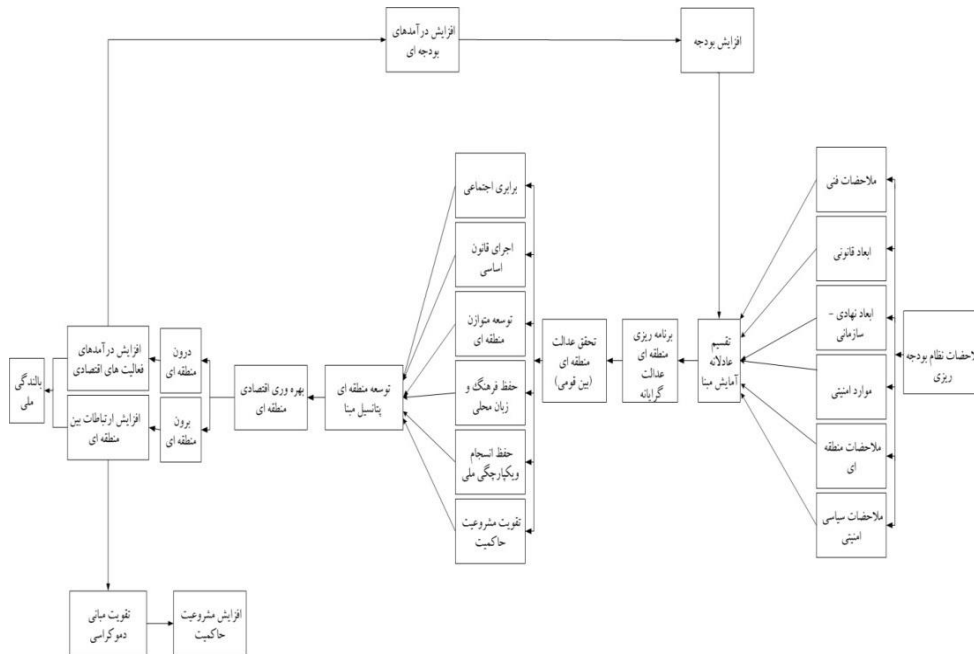 افزایش درآمدهای
بودجه ای
افزایش بودجه
ملاحضات فنی
ابعاد قانونی
ابعاد نهادی –
سازمانی
موارد امنیتی
ملاحضات منطقه
ای
ملاحضات سیاسی
امنیتی
لاحضات نظام بودجه
ریزی
تقسیم
عادلانه
آمایش مبنا
برنامه ریزی
منطقه ای
عدالت
گرایانه
تحقق عدالت
منطقه ای
(بین قومی)
برابری اجتماعی
اجرای قانون
اساسی
توسعه متوازن
منطقه ای
حفظ فرهنگ و
زبان محلی
حفظ انسجام
ویکپارچگی ملی
تقویت مشروعیت
حاکمیت
توسعه منطقه ای
پتانسیل مبنا
بهره وری اقتصادی
منطقه ای
درون
منطقه ای
برون
منطقه ای
افزایش درآمدهای
فعالیت های اقتصادی
افزایش ارتباطات بین
منطقه ای
بالندگی
ملی
تقویت مبانی
دموکراسی
افزایش مشروعیت
حاکمیت